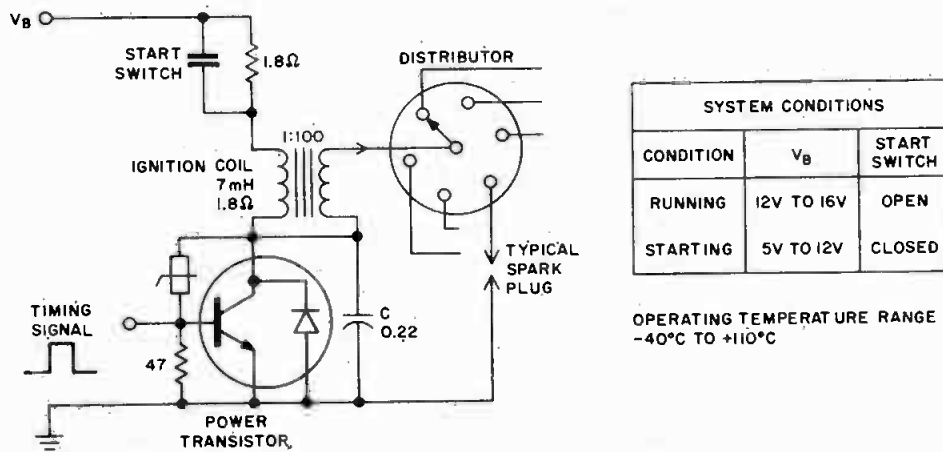 VB
START
SWITCH
1.8Ω
DISTRIBUTOR
1:100
IGNITION COIL
7mH
1.8Ω
TYPICAL
SPARK
PLUG
TIMING
SIGNAL
47
C
0.22
POWER
TRANSISTOR
SYSTEM CONDITIONS
CONDITION VB START SWITCH
RUNNING 12V TO 16V OPEN
STARTING 5V TO 12V CLOSED
OPERATING TEMPERATURE RANGE
-40°C TO +110°C